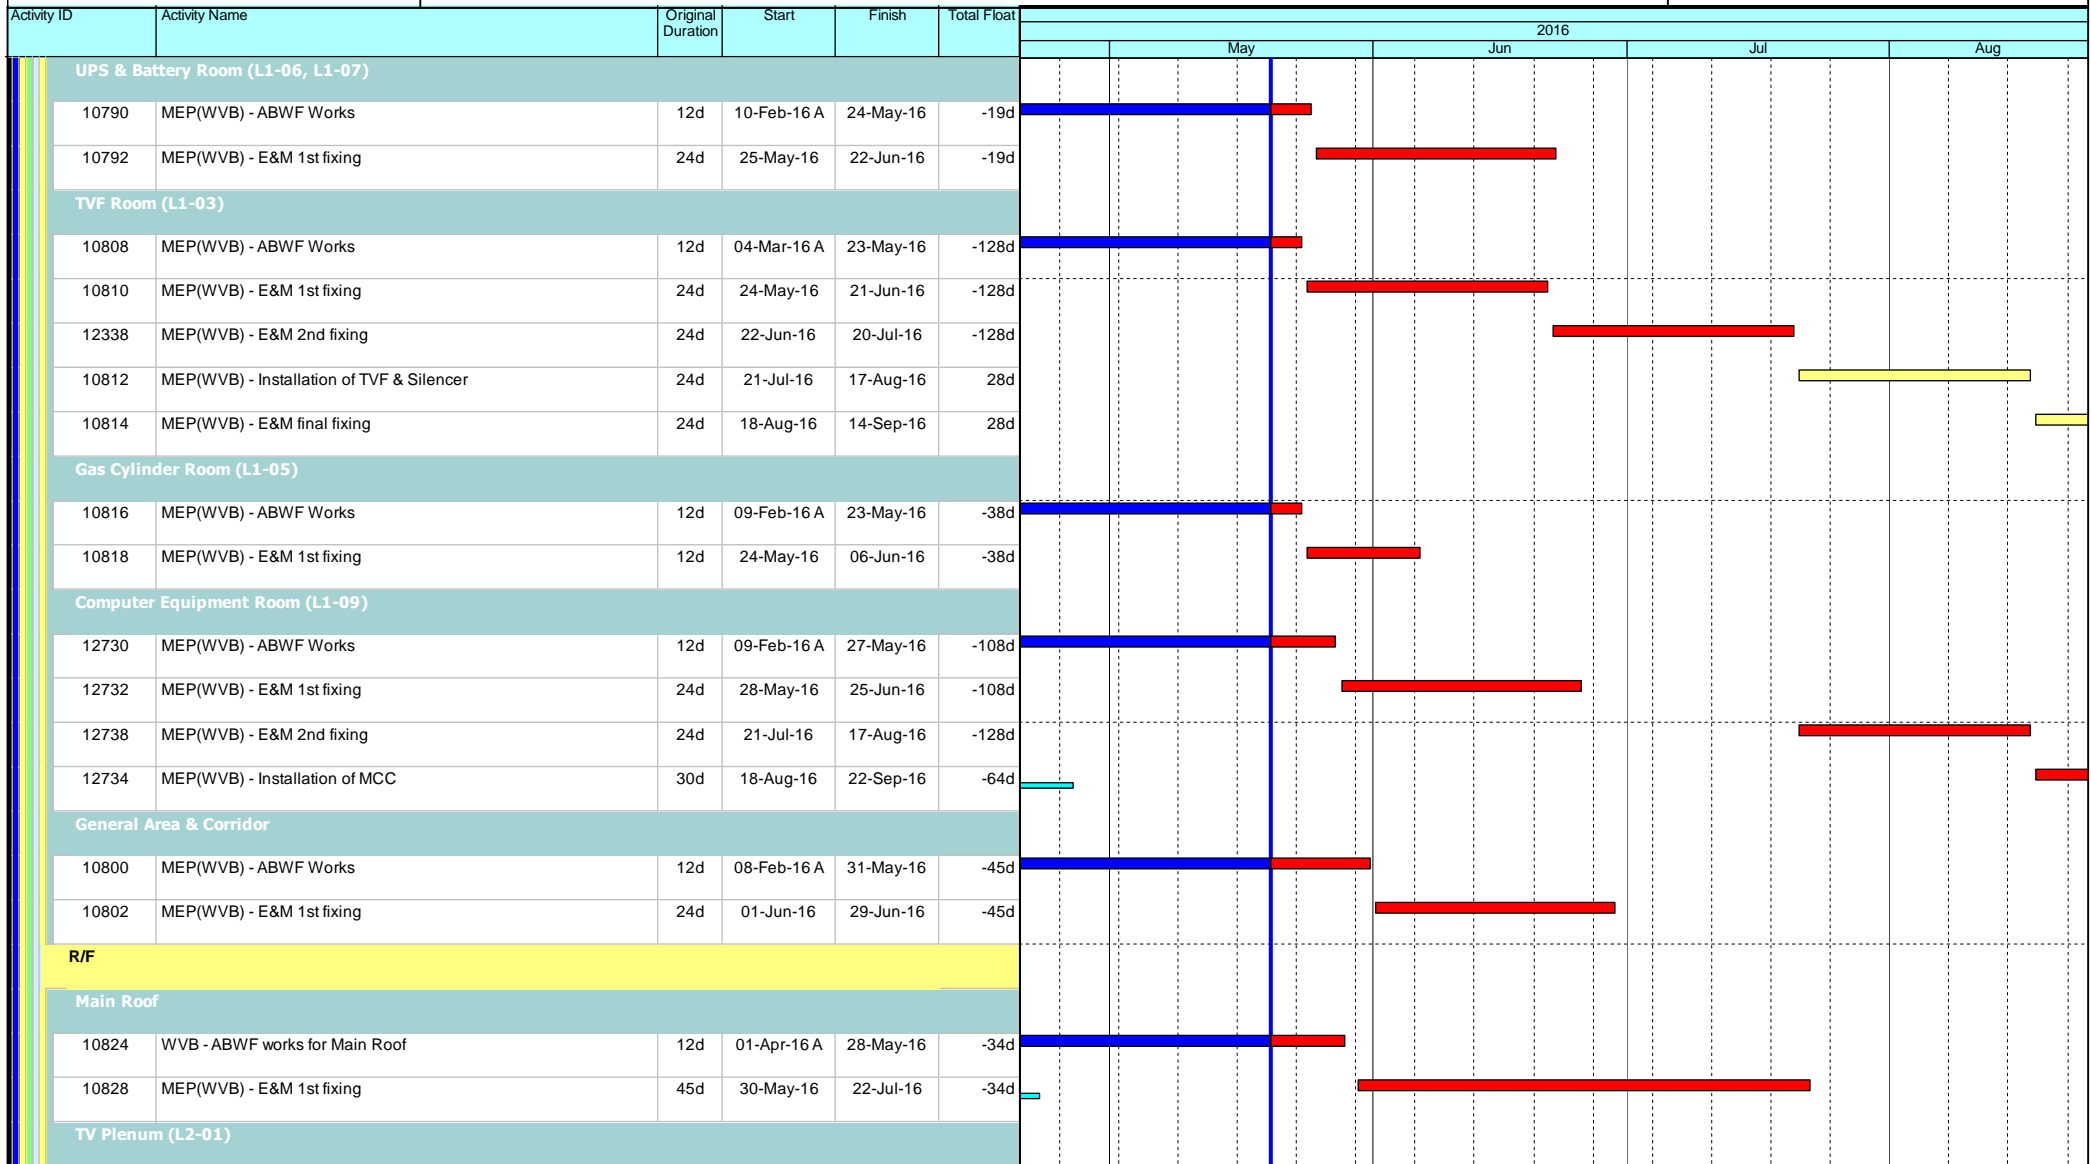 Activity ID Activity Name Original Duration Start Finish Total Float
2016
May Jun Jul Aug
UPS & Battery Room (L1-06, L1-07)
10790 MEP(WVB) - ABWF Works 12d 10-Feb-16 A 24-May-16 -19d
10792 MEP(WVB) - E&M 1st fixing 24d 25-May-16 22-Jun-16 -19d
TVF Room (L1-03)
10808 MEP(WVB) - ABWF Works 12d 04-Mar-16 A 23-May-16 -128d
10810 MEP(WVB) - E&M 1st fixing 24d 24-May-16 21-Jun-16 -128d
12338 MEP(WVB) - E&M 2nd fixing 24d 22-Jun-16 20-Jul-16 -128d
10812 MEP(WVB) - Installation of TVF & Silencer 24d 21-Jul-16 17-Aug-16 28d
10814 MEP(WVB) - E&M final fixing 24d 18-Aug-16 14-Sep-16 28d
Gas Cylinder Room (L1-05)
10816 MEP(WVB) - ABWF Works 12d 09-Feb-16 A 23-May-16 -38d
10818 MEP(WVB) - E&M 1st fixing 12d 24-May-16 06-Jun-16 -38d
Computer Equipment Room (L1-09)
12730 MEP(WVB) - ABWF Works 12d 09-Feb-16 A 27-May-16 -108d
12732 MEP(WVB) - E&M 1st fixing 24d 28-May-16 25-Jun-16 -108d
12738 MEP(WVB) - E&M 2nd fixing 24d 21-Jul-16 17-Aug-16 -128d
12734 MEP(WVB) - Installation of MCC 30d 18-Aug-16 22-Sep-16 -64d
General Area & Corridor
10800 MEP(WVB) - ABWF Works 12d 08-Feb-16 A 31-May-16 -45d
10802 MEP(WVB) - E&M 1st fixing 24d 01-Jun-16 29-Jun-16 -45d
R/F
Main Roof
10824 WVB - ABWF works for Main Roof 12d 01-Apr-16 A 28-May-16 -34d
10828 MEP(WVB) - E&M 1st fixing 45d 30-May-16 22-Jul-16 -34d
TV Plenum (L2-01)